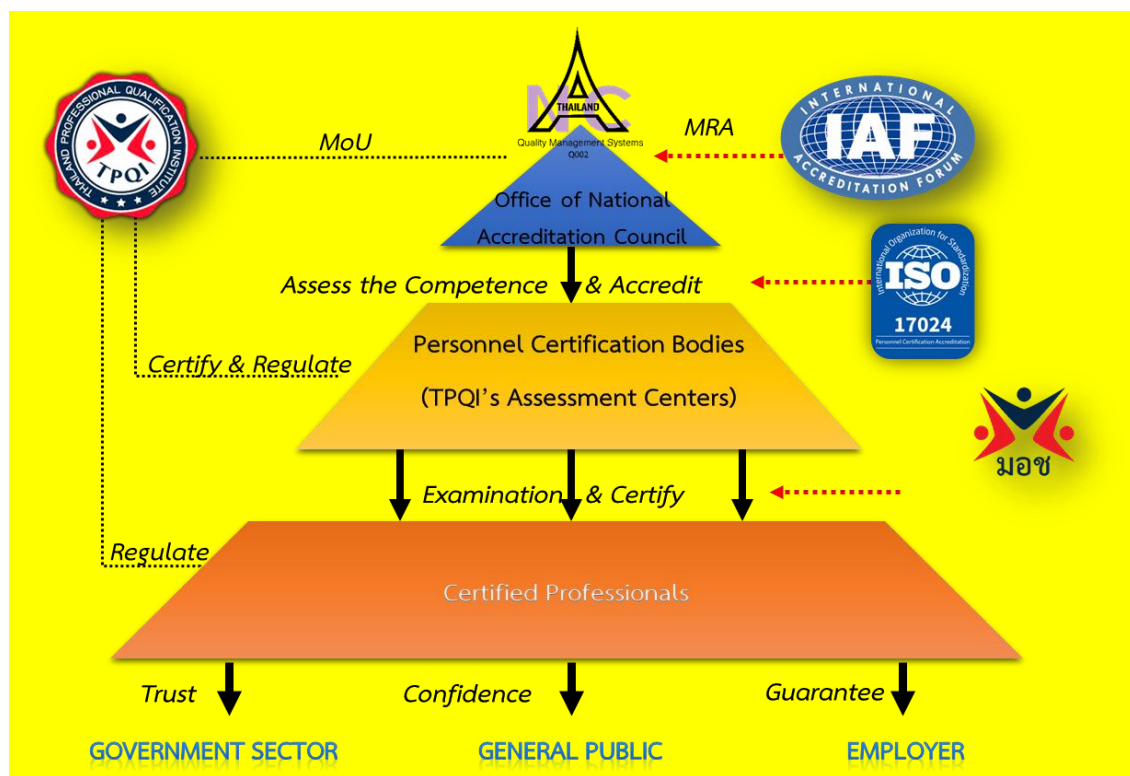 THAILAND PROFESSIONAL QUALIFICATION INSTITUTE
TPQI
MoU
NAC
THAILAND
Quality Management Systems
Q002
MRA
INTERNATIONAL
IAF
ACCREDITATION FORUM
Office of National
Accreditation Council
International Organization for Standardization
ISO
17024
Personnel Certification Accreditation
Assess the Competence & Accredit
Personnel Certification Bodies
(TPQI's Assessment Centers)
Certify & Regulate
มอช
Examination & Certify
Regulate
Certified Professionals
Trust
Confidence
Guarantee
GOVERNMENT SECTOR
GENERAL PUBLIC
EMPLOYER